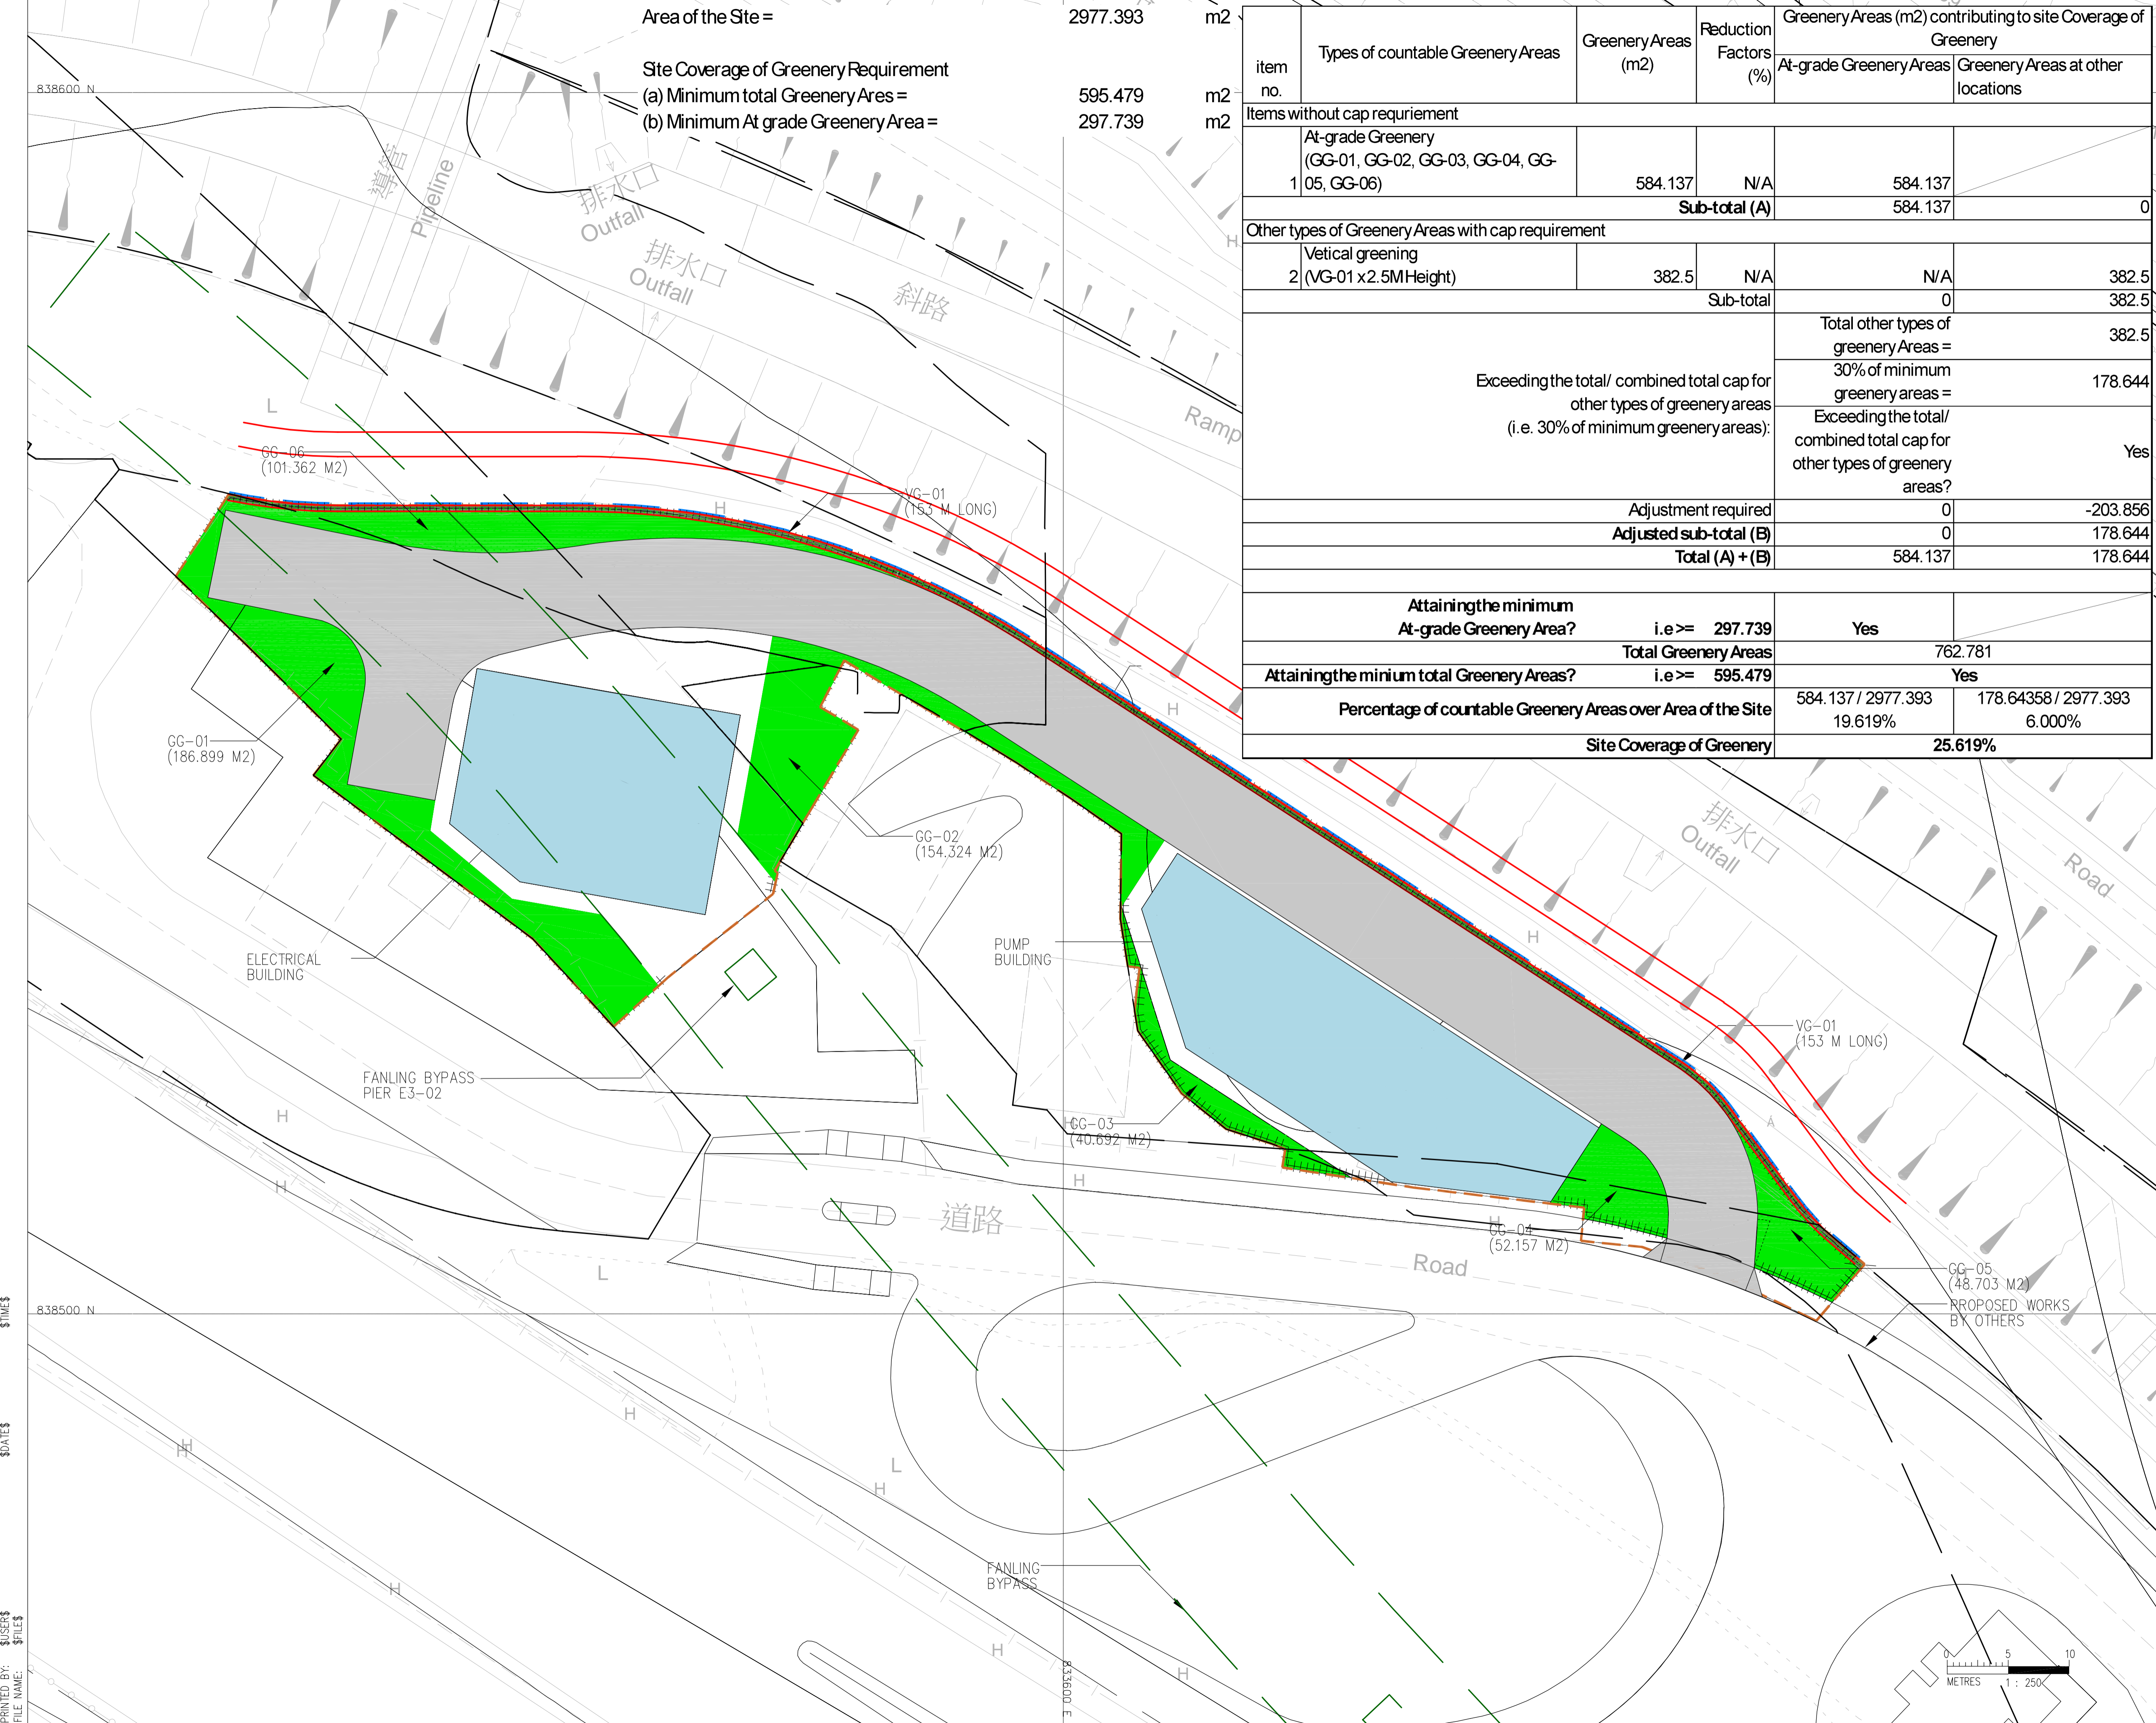 Area of the Site = 2977.393 m2
Site Coverage of Greenery Requirement
(a) Minimum total Greenery Ares = 595.479 m2
(b) Minimum At grade Greenery Area = 297.739 m2
item
no.
Types of countable Greenery Areas
Greenery Areas
(m2)
Reduction
Factors
(%)
Greenery Areas (m2) contributing to site Coverage of
Greenery
At-grade Greenery Areas
Greenery Areas at other
locations
Items without cap requriement
At-grade Greenery
(GG-01, GG-02, GG-03, GG-04, GG-
1 05, GG-06) 584.137 N/A 584.137
Sub-total (A) 584.137 0
Other types of Greenery Areas with cap requirement
Vetical greening
2 (VG-01 x 2.5M Height) 382.5 N/A N/A 382.5
Sub-total 0 382.5
Exceeding the total/ combined total cap for
other types of greenery areas
(i.e. 30% of minimum greenery areas):
Total other types of
greenery Areas =
382.5
30% of minimum
greenery areas =
178.644
Exceeding the total/
combined total cap for
other types of greenery
areas?
Yes
Adjustment required 0 -203.856
Adjusted sub-total (B) 0 178.644
Total (A) + (B) 584.137 178.644
Attaining the minimum
At-grade Greenery Area? i.e >= 297.739 Yes
Total Greenery Areas 762.781
Attaining the minium total Greenery Areas? i.e >= 595.479 Yes
Percentage of countable Greenery Areas over Area of the Site
584.137 / 2977.393
19.619%
178.64358 / 2977.393
6.000%
Site Coverage of Greenery 25.619%
838600 N
導管
Pipeline
排水口
Outfall
排水口
Outfall
斜路
Ramp
H
L
GG-06
(101.362 M2)
VG-01
(153 M LONG)
H
H
GG-01
(186.899 M2)
GG-02
(154.324 M2)
排水口
Outfall
Road
H
ELECTRICAL
BUILDING
PUMP
BUILDING
VG-01
(153 M LONG)
FANLING BYPASS
PIER E3-02
H
GG-03
(40.692 M2)
A
H
H
道路
H
GG-04
(52.157 M2)
Road
L
GG-05
(48.703 M2)
PROPOSED WORKS
BY OTHERS
838500 N
H
H
L
H
FANLING
BYPASS
H
H
H
833600 E
0 5 10
METRES 1 : 250
$TIME$
$DATE$
PRINTED BY: $USER$
FILE NAME: $FILE$